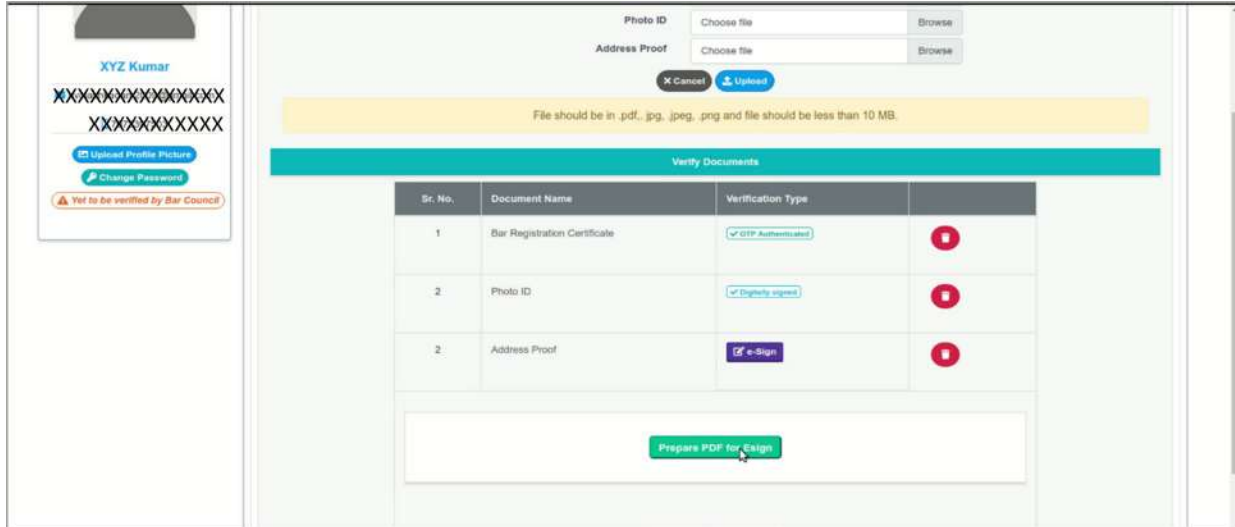 Photo ID
Choose file
Browse
Address Proof
Choose file
Browse
Cancel
Upload
File should be in .pdf,. jpg, .jpeg, .png and file should be less than 10 MB.
XYZ Kumar
XXXXXXXXXX
Upload Profile Picture
Change Password
Yet to be verified by Bar Council
Verify Documents
Sr. No. Document Name Verification Type
1 Bar Registration Certificate OTP Authenticated
2 Photo ID Digitally signed
2 Address Proof e-Sign
Prepare PDF for Esign